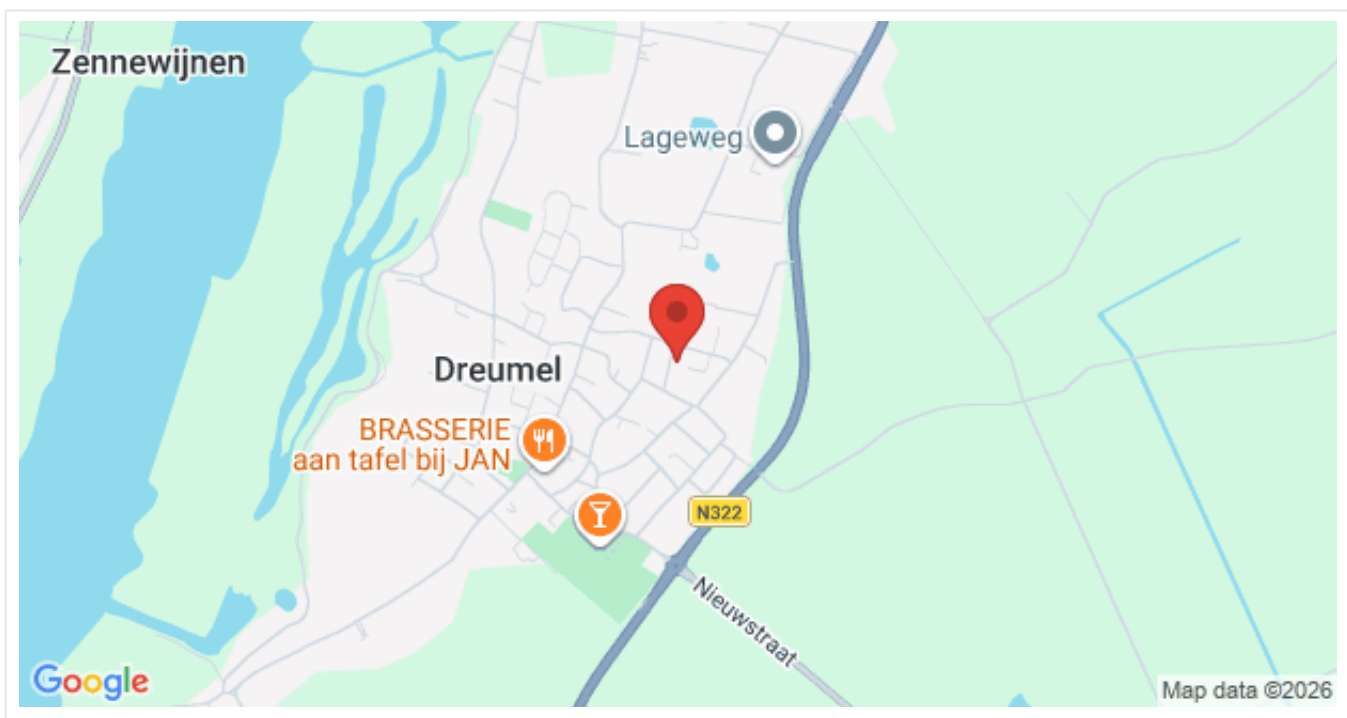 Zennewijnen
Lageweg
Dreumel
BRASSERIE
aan tafel bij JAN
N322
Nieuwstraat
Google
Map data ©2026